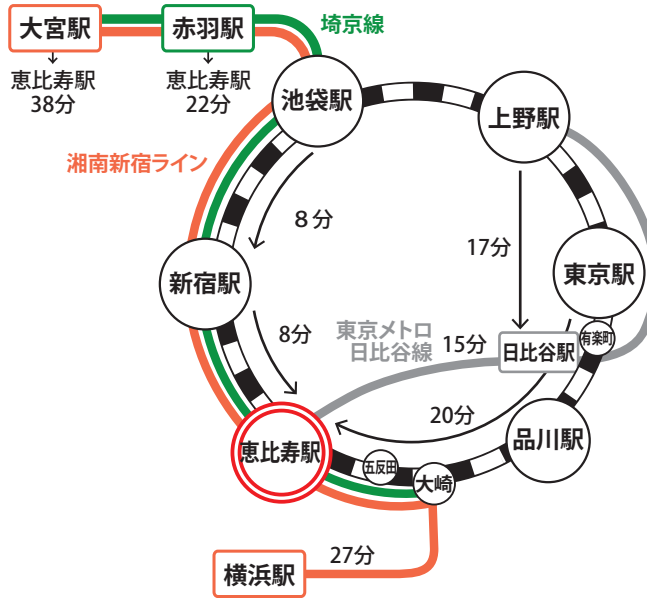 大宮駅
赤羽駅
埼京線
恵比寿駅
38分
恵比寿駅
22分
池袋駅
上野駅
湘南新宿ライン
8分
17分
新宿駅
東京駅
8分
東京メトロ
日比谷線
15分
日比谷駅
有楽町
20分
品川駅
恵比寿駅
五反田
大崎
27分
横浜駅